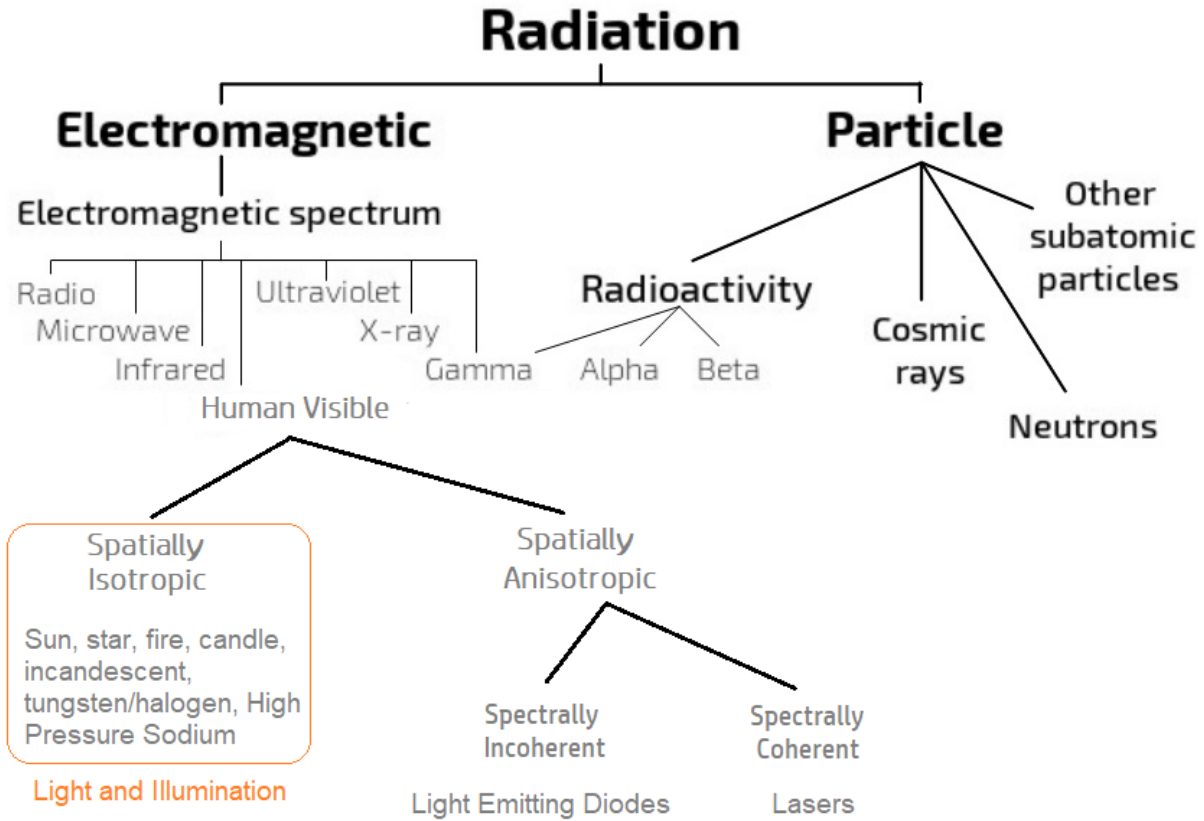 Radiation
Electromagnetic
Particle
Electromagnetic spectrum
Other
subatomic
particles
Radio
Ultraviolet
Radioactivity
Microwave
X-ray
Cosmic
rays
Infrared
Gamma
Alpha
Beta
Human Visible
Neutrons
Spatially
Isotropic
Spatially
Anisotropic
Sun, star, fire, candle,
incandescent,
tungsten/halogen, High
Pressure Sodium
Spectrally
Incoherent
Spectrally
Coherent
Light and Illumination
Light Emitting Diodes
Lasers